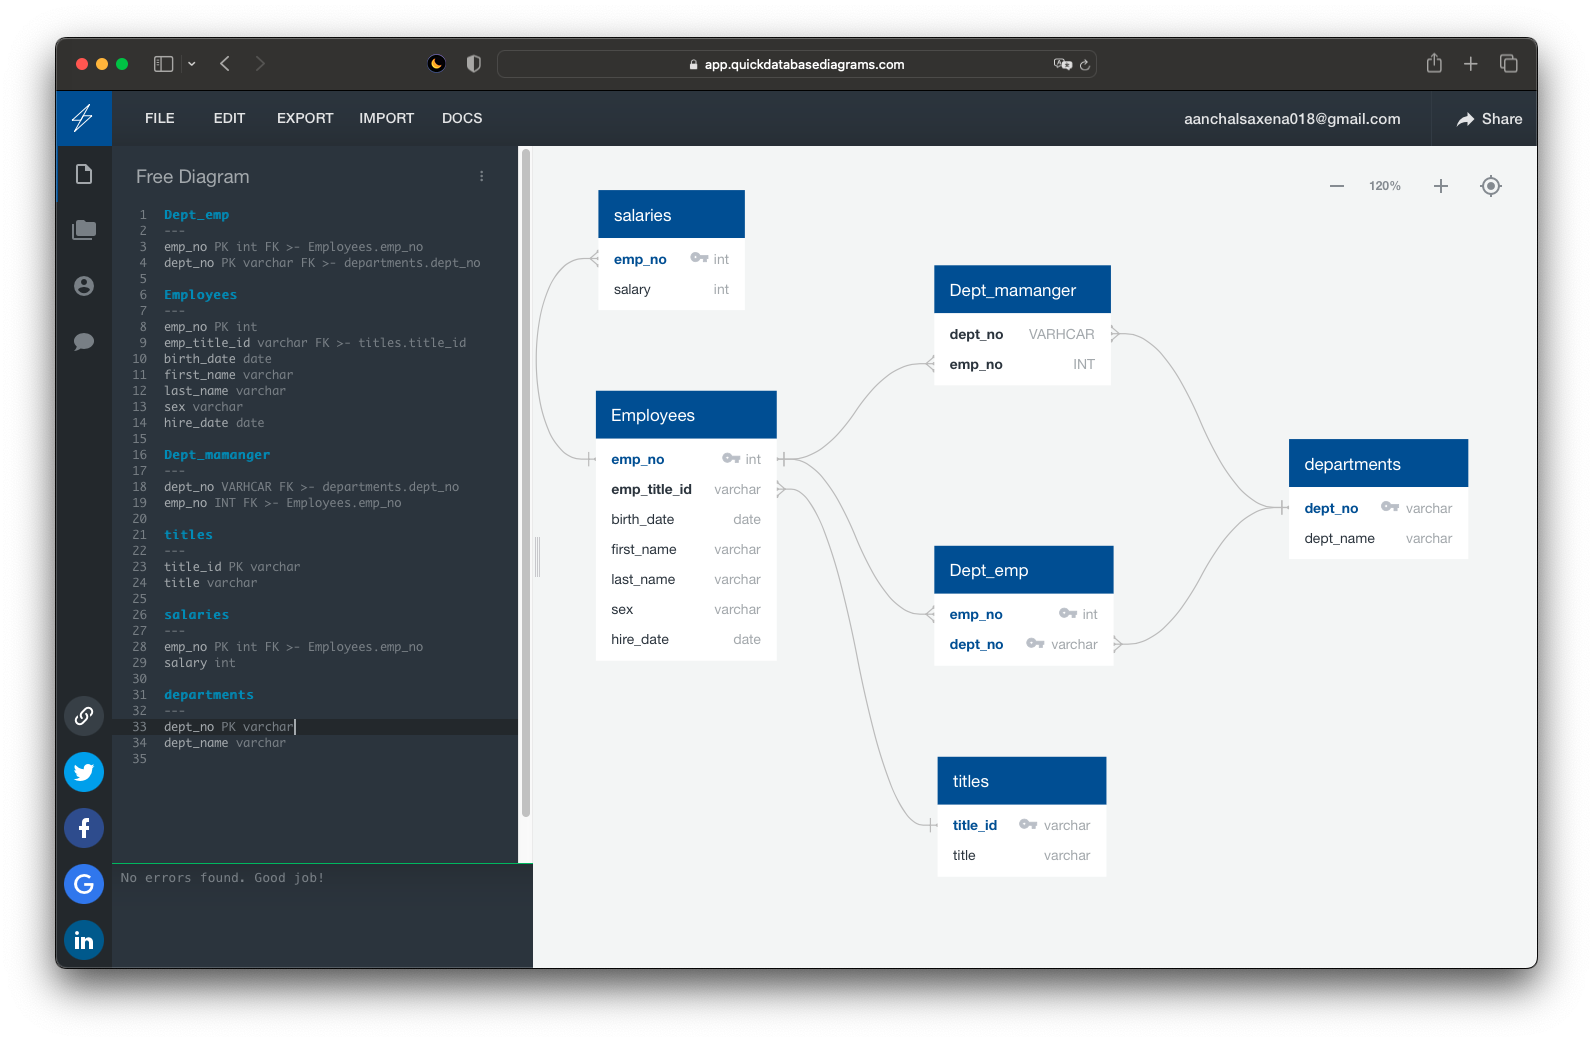 app.quickdatabasediagrams.com
FILE EDIT EXPORT IMPORT DOCS
aanchalsaxena018@gmail.com
Share
Free Diagram
1 Dept_emp
2 ---
3 emp_no PK int FK >- Employees.emp_no
4 dept_no PK varchar FK >- departments.dept_no
5
6 Employees
7 ---
8 emp_no PK int
9 emp_title_id varchar FK >- titles.title_id
10 birth_date date
11 first_name varchar
12 last_name varchar
13 sex varchar
14 hire_date date
15
16 Dept_mamanger
17 ---
18 dept_no VARHCAR FK >- departments.dept_no
19 emp_no INT FK >- Employees.emp_no
20
21 titles
22 ---
23 title_id PK varchar
24 title varchar
25
26 salaries
27 ---
28 emp_no PK int FK >- Employees.emp_no
29 salary int
30
31 departments
32 ---
33 dept_no PK varchar
34 dept_name varchar
35
No errors found. Good job!
120%
salaries
emp_no int
salary int
Employees
emp_no int
emp_title_id varchar
birth_date date
first_name varchar
last_name varchar
sex varchar
hire_date date
Dept_mamanger
dept_no VARHCAR
emp_no INT
Dept_emp
emp_no int
dept_no varchar
departments
dept_no varchar
dept_name varchar
titles
title_id varchar
title varchar